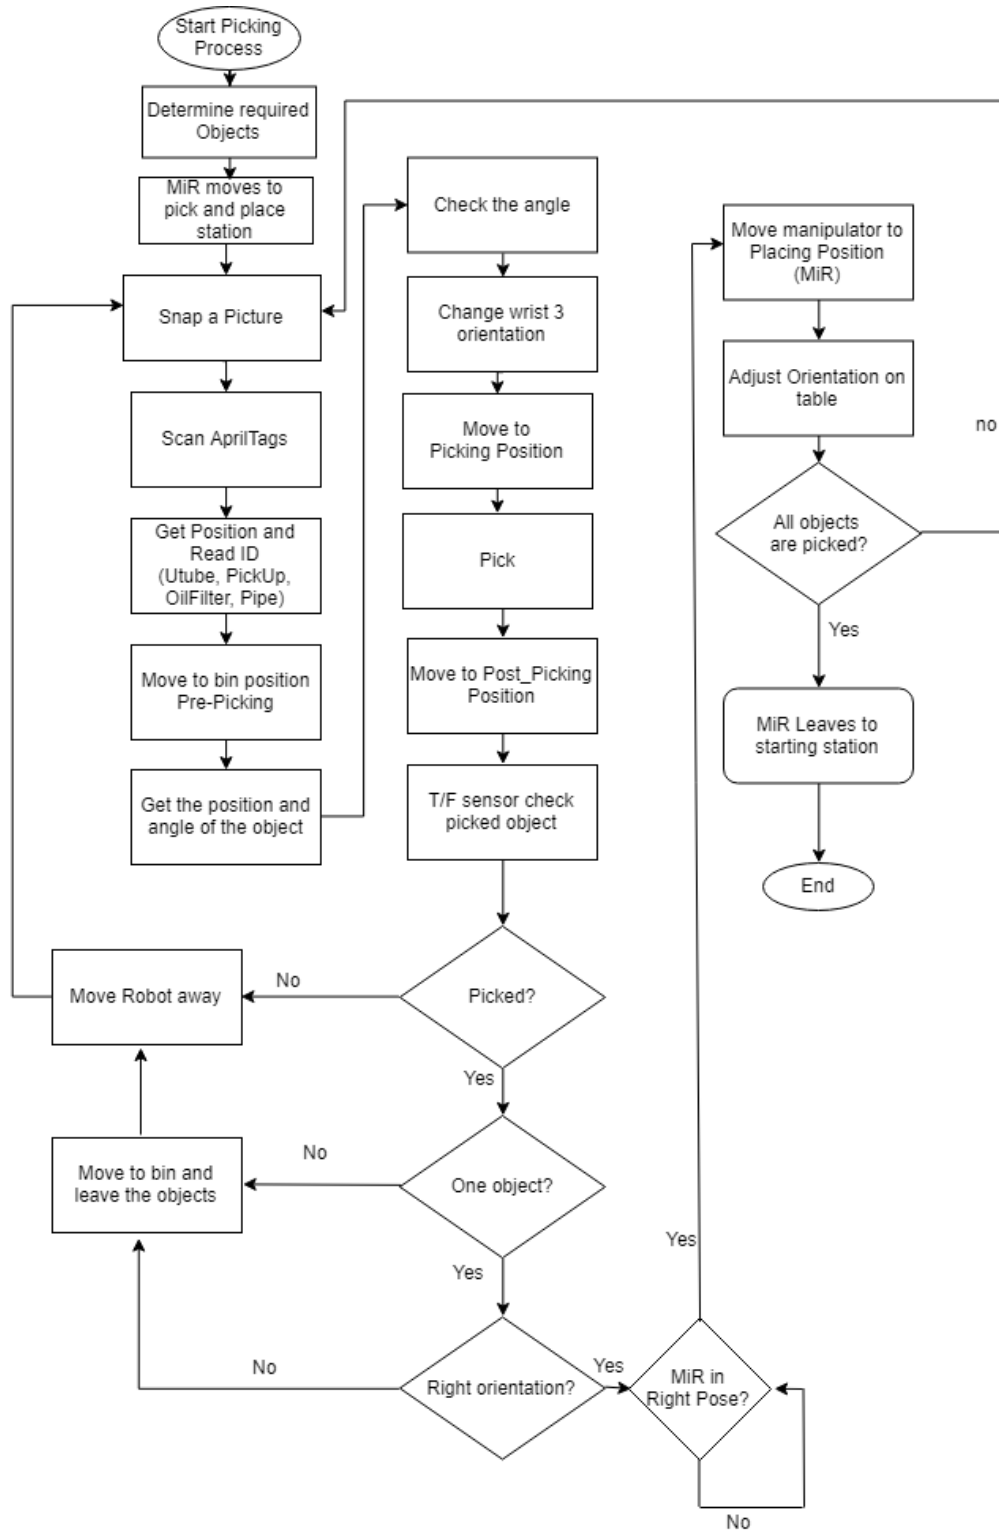 Start Picking
Process
Determine required
Objects
MiR moves to
pick and place
station
Snap a Picture
Scan AprilTags
Get Position and
Read ID
(Utube, PickUp,
OilFilter, Pipe)
Move to bin position
Pre-Picking
Get the position and
angle of the object
Check the angle
Change wrist 3
orientation
Move to
Picking Position
Pick
Move to Post_Picking
Position
T/F sensor check
picked object
Picked?
No
Move Robot away
Yes
One object?
No
Move to bin and
leave the objects
Yes
Right orientation?
No
Yes
MiR in
Right Pose?
No
Yes
Move manipulator to
Placing Position
(MiR)
Adjust Orientation on
table
All objects
are picked?
no
Yes
MiR Leaves to
starting station
End